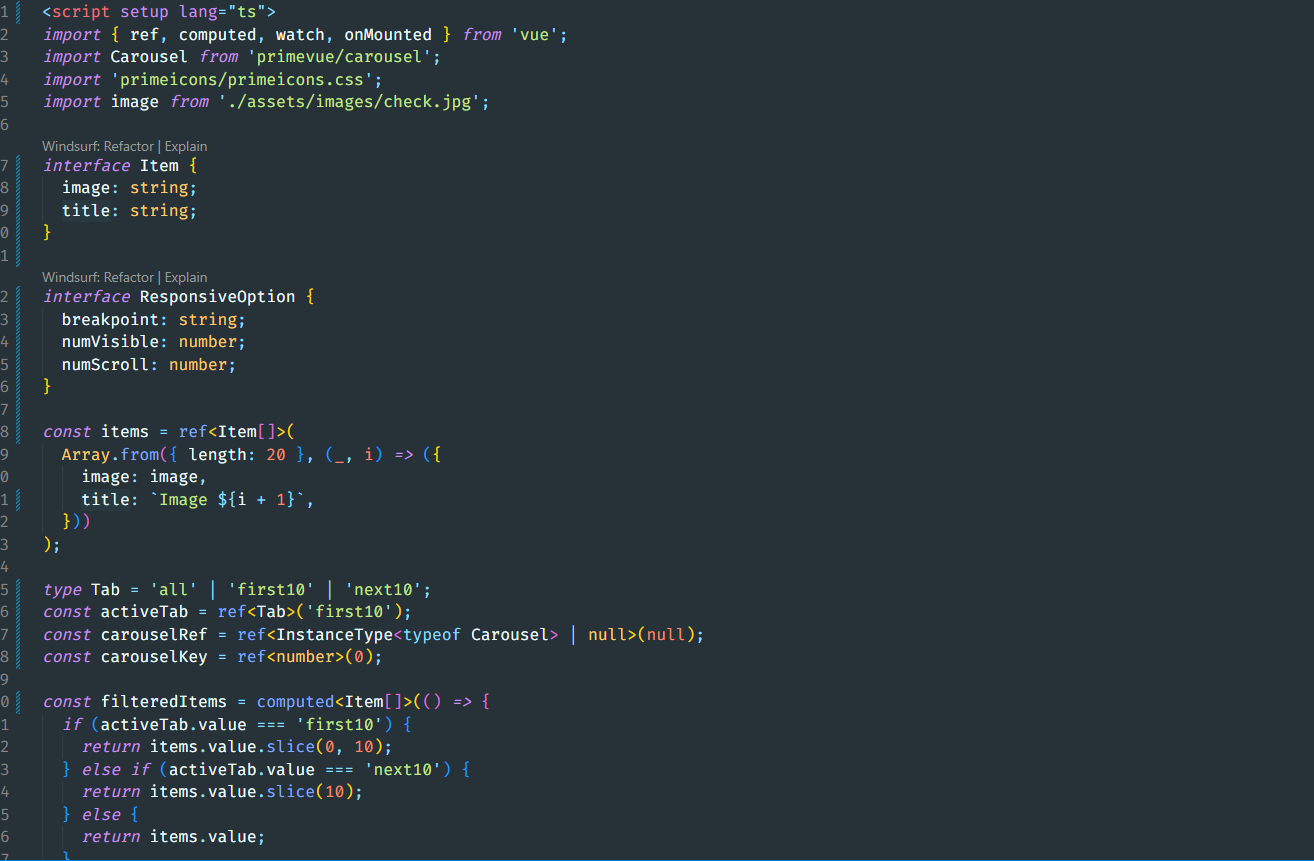 1 <script setup lang="ts">
2 import { ref, computed, watch, onMounted } from 'vue';
3 import Carousel from 'primevue/carousel';
4 import 'primeicons/primeicons.css';
5 import image from './assets/images/check.jpg';
6
Windsurf: Refactor | Explain
7 interface Item {
8   image: string;
9   title: string;
0 }
1
Windsurf: Refactor | Explain
2 interface ResponsiveOption {
3   breakpoint: string;
4   numVisible: number;
5   numScroll: number;
6 }
7
8 const items = ref<Item[]>(
9   Array.from({ length: 20 }, (_, i) => ({
0     image: image,
1     title: `Image ${i + 1}`,
2   }))
3 );
4
5 type Tab = 'all' | 'first10' | 'next10';
6 const activeTab = ref<Tab>('first10');
7 const carouselRef = ref<InstanceType<typeof Carousel> | null>(null);
8 const carouselKey = ref<number>(0);
9
0 const filteredItems = computed<Item[]>(() => {
1   if (activeTab.value === 'first10') {
2     return items.value.slice(0, 10);
3   } else if (activeTab.value === 'next10') {
4     return items.value.slice(10);
5   } else {
6     return items.value;
7   }